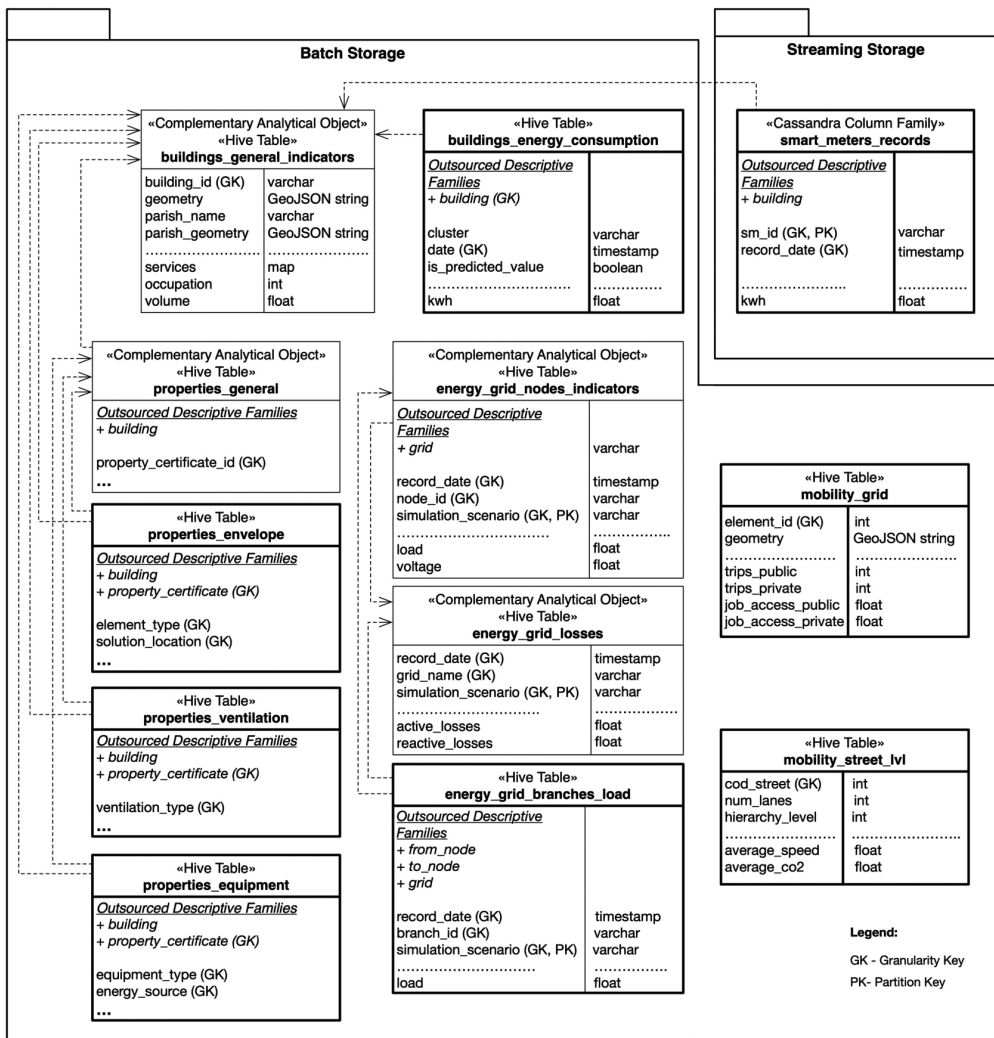 Batch Storage
Streaming Storage
«Complementary Analytical Object»
«Hive Table»
buildings_general_indicators
building_id (GK) varchar
geometry GeoJSON string
parish_name varchar
parish_geometry GeoJSON string
........................... .........................
services map
occupation int
volume float
«Hive Table»
buildings_energy_consumption
Outsourced Descriptive
Families
+ building (GK)
cluster varchar
date (GK) timestamp
is_predicted_value boolean
................................ ...............
kwh float
«Cassandra Column Family»
smart_meters_records
Outsourced Descriptive
Families
+ building
sm_id (GK, PK) varchar
record_date (GK) timestamp
....................... ...............
kwh float
«Complementary Analytical Object»
«Hive Table»
properties_general
Outsourced Descriptive Families
+ building
property_certificate_id (GK)
...
«Hive Table»
properties_envelope
Outsourced Descriptive Families
+ building
+ property_certificate (GK)
element_type (GK)
solution_location (GK)
...
«Hive Table»
properties_ventilation
Outsourced Descriptive Families
+ building
+ property_certificate (GK)
ventilation_type (GK)
...
«Hive Table»
properties_equipment
Outsourced Descriptive Families
+ building
+ property_certificate (GK)
equipment_type (GK)
energy_source (GK)
...
«Complementary Analytical Object»
«Hive Table»
energy_grid_nodes_indicators
Outsourced Descriptive
Families
+ grid varchar
record_date (GK) timestamp
node_id (GK) varchar
simulation_scenario (GK, PK) varchar
.................................. ................
load float
voltage float
«Complementary Analytical Object»
«Hive Table»
energy_grid_losses
record_date (GK) timestamp
grid_name (GK) varchar
simulation_scenario (GK, PK) varchar
................................ .................
active_losses float
reactive_losses float
«Hive Table»
energy_grid_branches_load
Outsourced Descriptive
Families
+ from_node
+ to_node
+ grid
record_date (GK) timestamp
branch_id (GK) varchar
simulation_scenario (GK, PK) varchar
............................... ................
load float
«Hive Table»
mobility_grid
element_id (GK) int
geometry GeoJSON string
........................ ........................
trips_public int
trips_private int
job_access_public float
job_access_private float
«Hive Table»
mobility_street_lvl
cod_street (GK) int
num_lanes int
hierarchy_level int
........................ ........................
average_speed float
average_co2 float
Legend:
GK - Granularity Key
PK- Partition Key